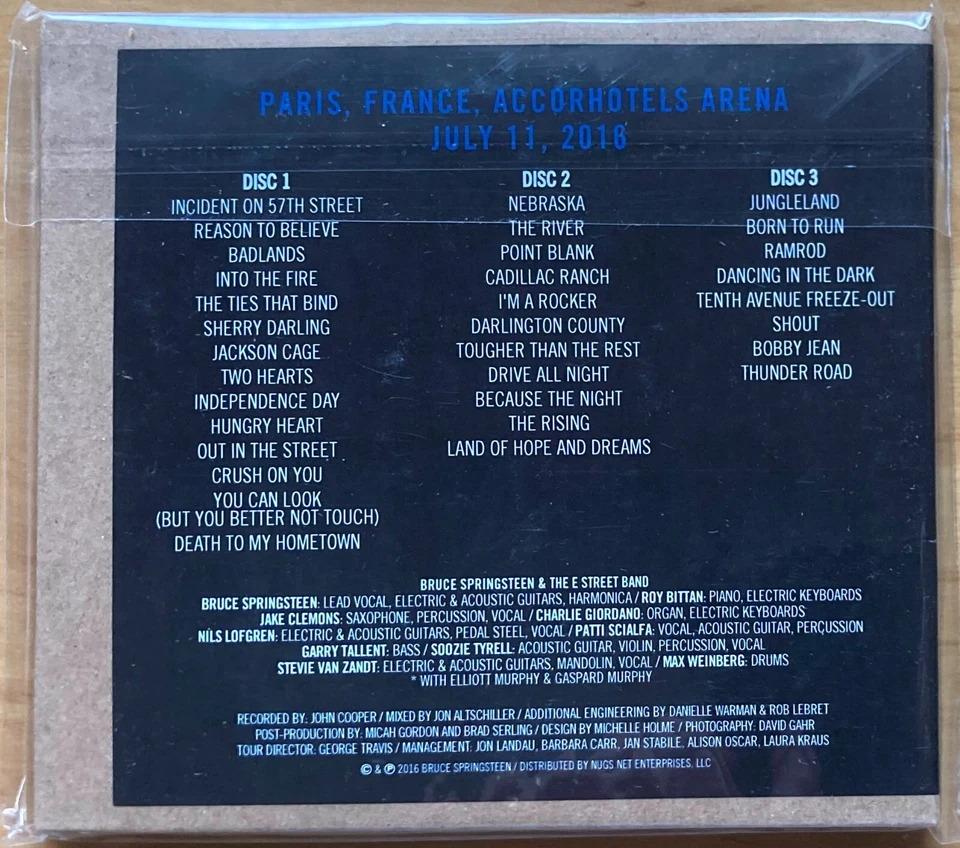 PARIS, FRANCE, ACCORHOTELS ARENA
JULY 11, 2016
DISC 1
INCIDENT ON 57TH STREET
REASON TO BELIEVE
BADLANDS
INTO THE FIRE
THE TIES THAT BIND
SHERRY DARLING
JACKSON CAGE
TWO HEARTS
INDEPENDENCE DAY
HUNGRY HEART
OUT IN THE STREET
CRUSH ON YOU
YOU CAN LOOK
(BUT YOU BETTER NOT TOUCH)
DEATH TO MY HOMETOWN
DISC 2
NEBRASKA
THE RIVER
POINT BLANK
CADILLAC RANCH
I'M A ROCKER
DARLINGTON COUNTY
TOUGHER THAN THE REST
DRIVE ALL NIGHT
BECAUSE THE NIGHT
THE RISING
LAND OF HOPE AND DREAMS
DISC 3
JUNGLELAND
BORN TO RUN
RAMROD
DANCING IN THE DARK
TENTH AVENUE FREEZE-OUT
SHOUT
BOBBY JEAN
THUNDER ROAD
BRUCE SPRINGSTEEN & THE E STREET BAND
BRUCE SPRINGSTEEN: LEAD VOCAL, ELECTRIC & ACOUSTIC GUITARS, HARMONICA / ROY BITTAN: PIANO, ELECTRIC KEYBOARDS
JAKE CLEMONS: SAXOPHONE, PERCUSSION, VOCAL / CHARLIE GIORDANO: ORGAN, ELECTRIC KEYBOARDS
NILS LOFGREN: ELECTRIC & ACOUSTIC GUITARS, PEDAL STEEL, VOCAL / PATTI SCIALFA: VOCAL, ACOUSTIC GUITAR, PERCUSSION
GARRY TALLENT: BASS / SOOZIE TYRELL: ACOUSTIC GUITAR, VIOLIN, PERCUSSION, VOCAL
STEVIE VAN ZANDT: ELECTRIC & ACOUSTIC GUITARS, MANDOLIN, VOCAL / MAX WEINBERG: DRUMS
* WITH ELLIOTT MURPHY & GASPARD MURPHY
RECORDED BY: JOHN COOPER / MIXED BY JON ALTSCHILLER / ADDITIONAL ENGINEERING BY DANIELLE WARMAN & ROB LEBRET
POST-PRODUCTION BY: MICAH GORDON AND BRAD SERLING / DESIGN BY MICHELLE HOLME / PHOTOGRAPHY: DAVID GAHR
TOUR DIRECTOR: GEORGE TRAVIS / MANAGEMENT: JON LANDAU, BARBARA CARR, JAN STABILE, ALISON OSCAR, LAURA KRAUS
© & ℗ 2016 BRUCE SPRINGSTEEN / DISTRIBUTED BY NUGS NET ENTERPRISES, LLC